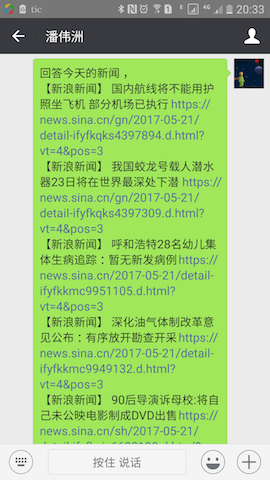 tic
4G
20:33
潘伟洲
回答今天的新闻，
【新浪新闻】 国内航线将不能用护
照坐飞机 部分机场已执行 https://
news.sina.cn/gn/2017-05-21/
detail-ifyfkqks4397894.d.html?
vt=4&pos=3
【新浪新闻】 我国蛟龙号载人潜水
器23日将在世界最深处下潜 https://
news.sina.cn/gn/2017-05-21/
detail-ifyfkqks4397309.d.html?
vt=4&pos=3
【新浪新闻】 呼和浩特28名幼儿集
体生病追踪：暂无新发病例 https://
news.sina.cn/2017-05-21/detail-
ifyfkkmc9951105.d.html?
vt=4&pos=3
【新浪新闻】 深化油气体制改革意
见公布：有序放开勘查开采 https://
news.sina.cn/2017-05-21/detail-
ifyfkkmc9949132.d.html?
vt=4&pos=3
【新浪新闻】 90后导演诉母校:将自
己未公映电影制成DVD出售 https://
news.sina.cn/sh/2017-05-21/
按住 说话